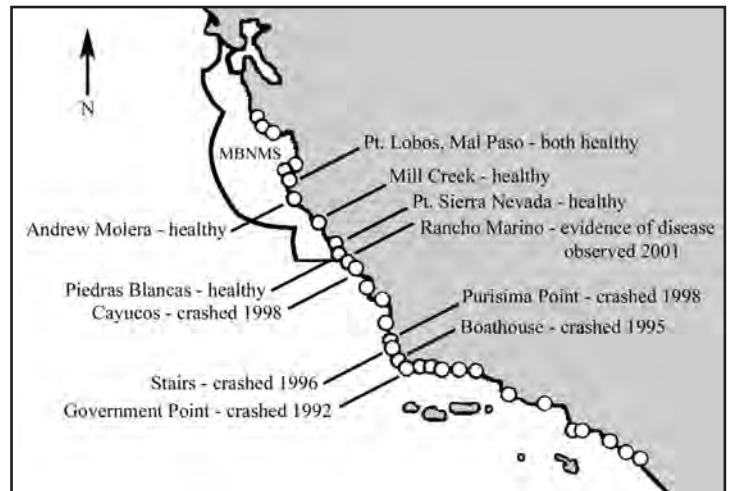 N
MBNMS
Pt. Lobos, Mal Paso - both healthy
Mill Creek - healthy
Pt. Sierra Nevada - healthy
Andrew Molera - healthy
Rancho Marino - evidence of disease
observed 2001
Piedras Blancas - healthy
Cayucos - crashed 1998
Purisima Point - crashed 1998
Boathouse - crashed 1995
Stairs - crashed 1996
Government Point - crashed 1992